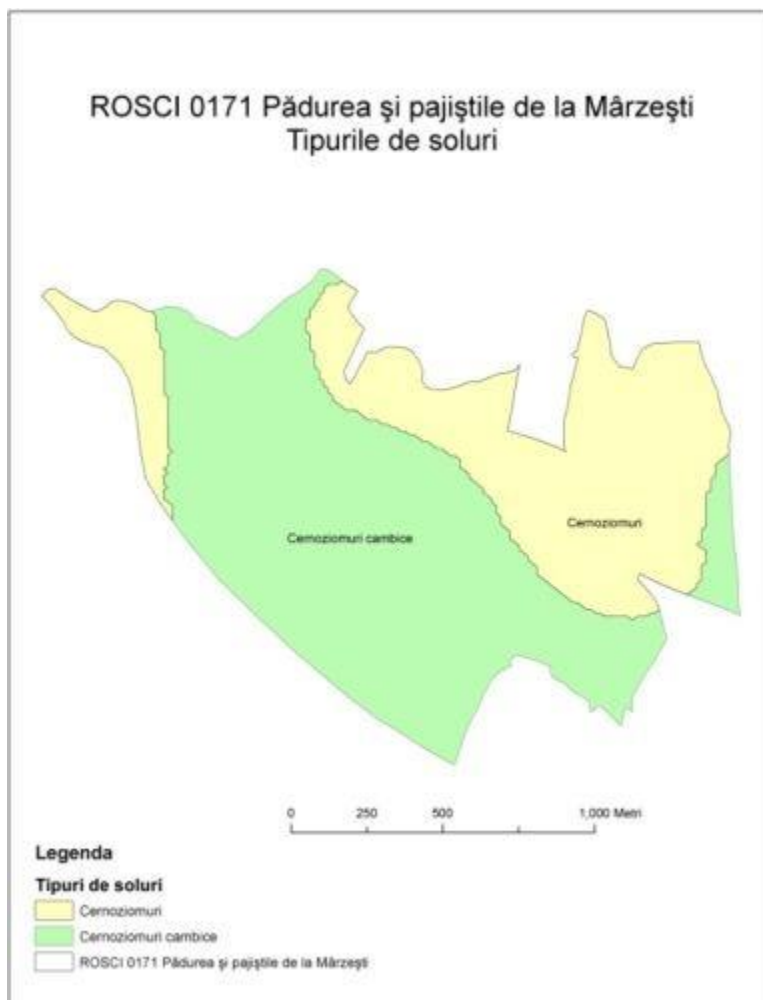 ROSCI 0171 Pădurea şi pajiştile de la Mârzeşti
Tipurile de soluri
Cernoziomuri
Cernoziomuri cambice
0 250 500 1,000 Metri
Legenda
Tipuri de soluri
Cernoziomuri
Cernoziomuri cambice
ROSCI 0171 Pădurea şi pajiştile de la Mârzeşti